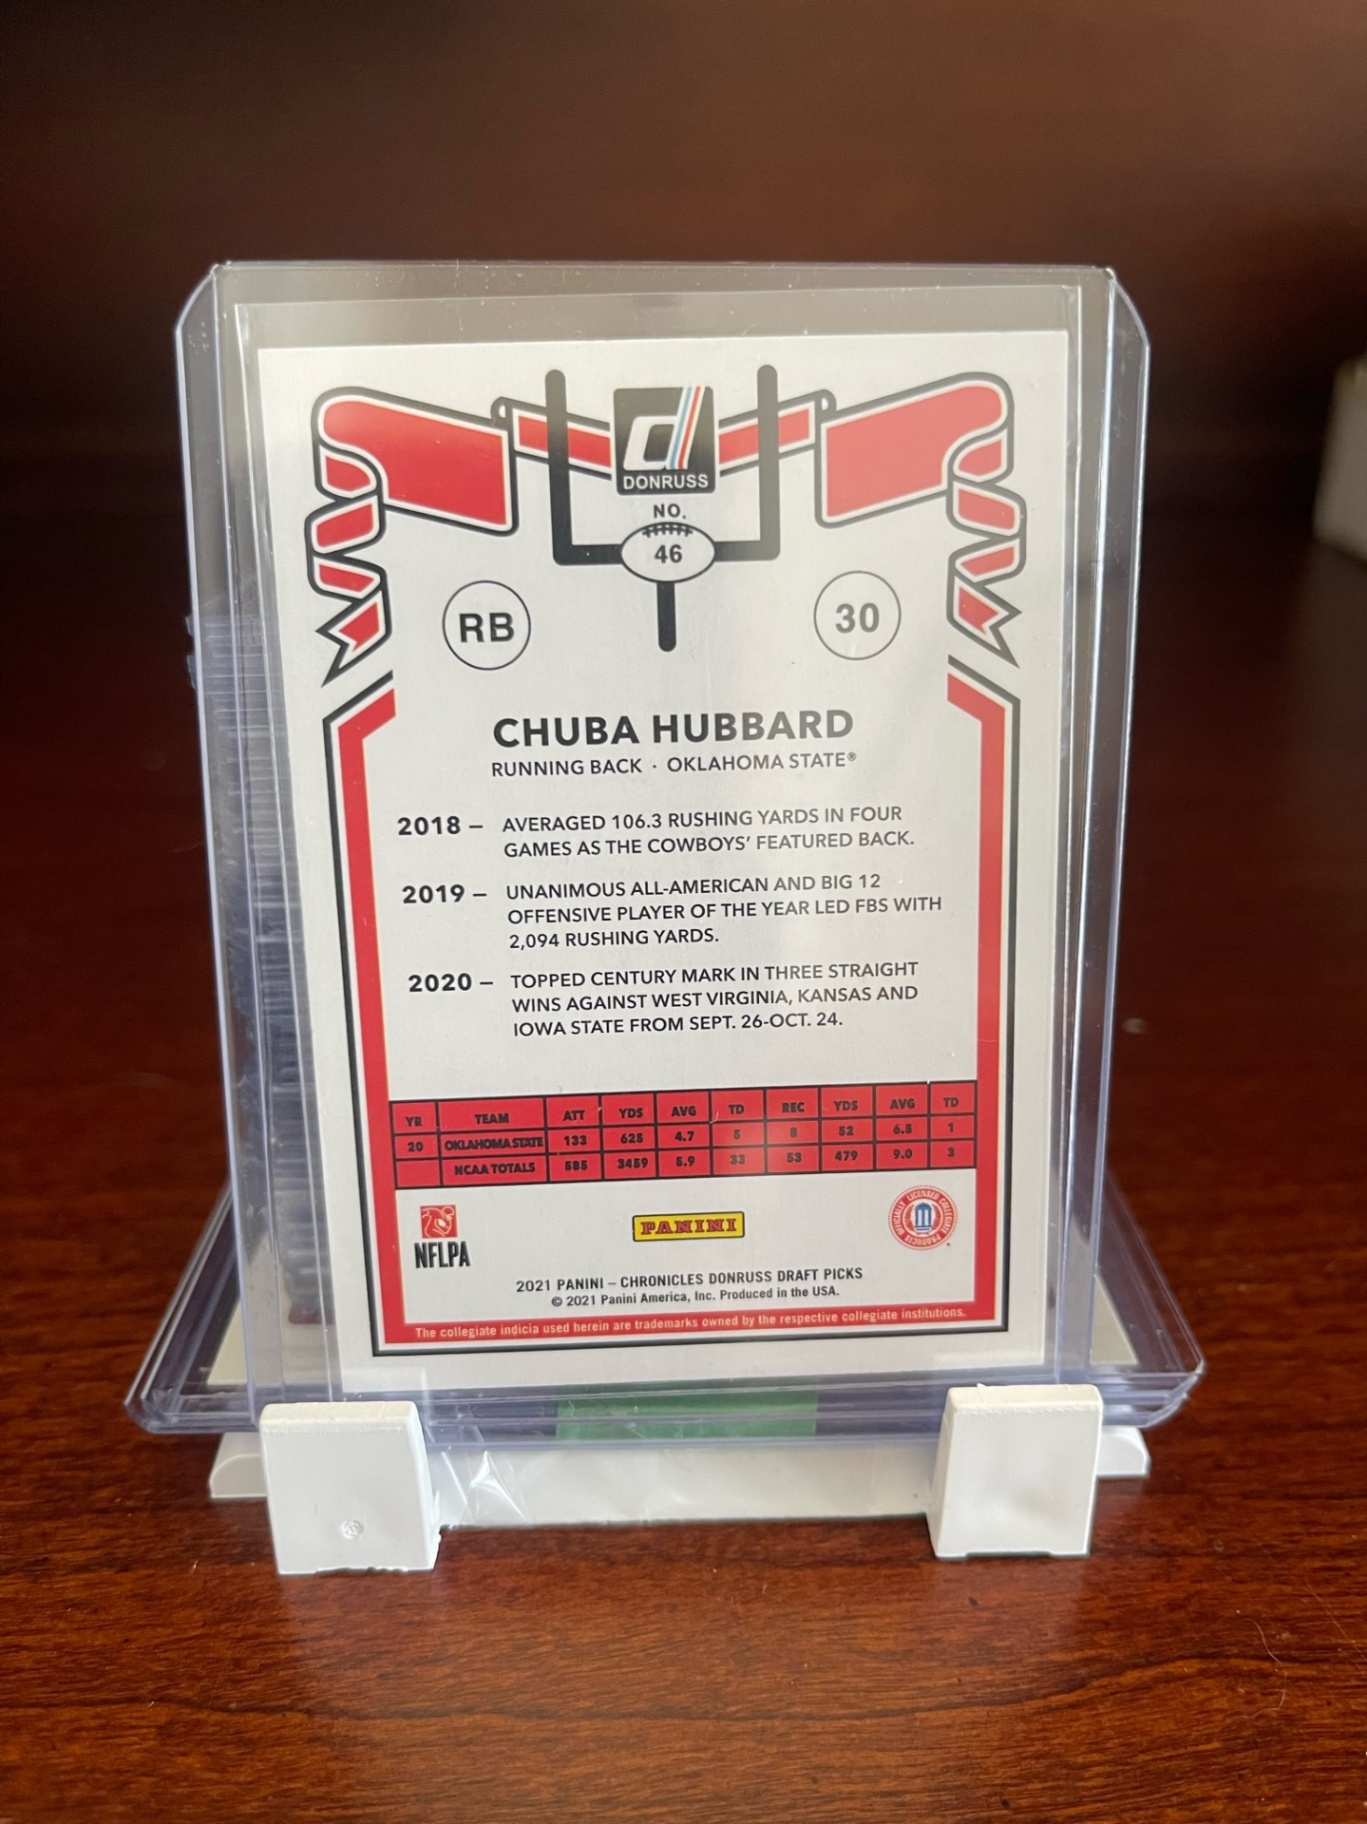 DONRUSS
NO.
46
RB
30
CHUBA HUBBARD
RUNNING BACK · OKLAHOMA STATE®
2018 – AVERAGED 106.3 RUSHING YARDS IN FOUR
GAMES AS THE COWBOYS' FEATURED BACK.
2019 – UNANIMOUS ALL-AMERICAN AND BIG 12
OFFENSIVE PLAYER OF THE YEAR LED FBS WITH
2,094 RUSHING YARDS.
2020 – TOPPED CENTURY MARK IN THREE STRAIGHT
WINS AGAINST WEST VIRGINIA, KANSAS AND
IOWA STATE FROM SEPT. 26-OCT. 24.
YR TEAM ATT YDS AVG TD REC YDS AVG TD
20 OKLAHOMA STATE 133 625 4.7 5 8 52 6.5 1
NCAA TOTALS 585 3459 5.9 33 53 479 9.0 3
NFLPA
PANINI
OFFICIALLY LICENSED COLLEGIATE PRODUCTS
2021 PANINI – CHRONICLES DONRUSS DRAFT PICKS
© 2021 Panini America, Inc. Produced in the USA.
The collegiate indicia used herein are trademarks owned by the respective collegiate institutions.